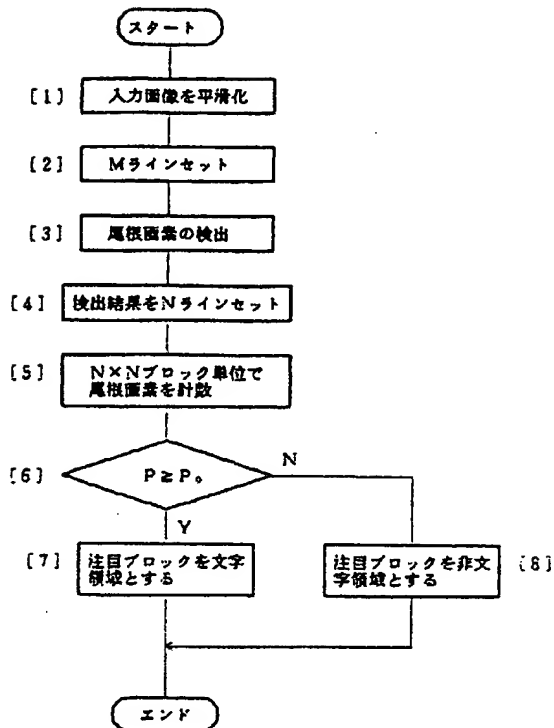 スタート
[1] 入力画像を平滑化
[2] Mラインセット
[3] 尾根画素の検出
[4] 検出結果をNラインセット
[5] N×Nブロック単位で
尾根画素を計数
[6] P≧P。 N
Y
[7] 注目ブロックを文字
領域とする
注目ブロックを非文 [8]
字領域とする
エンド